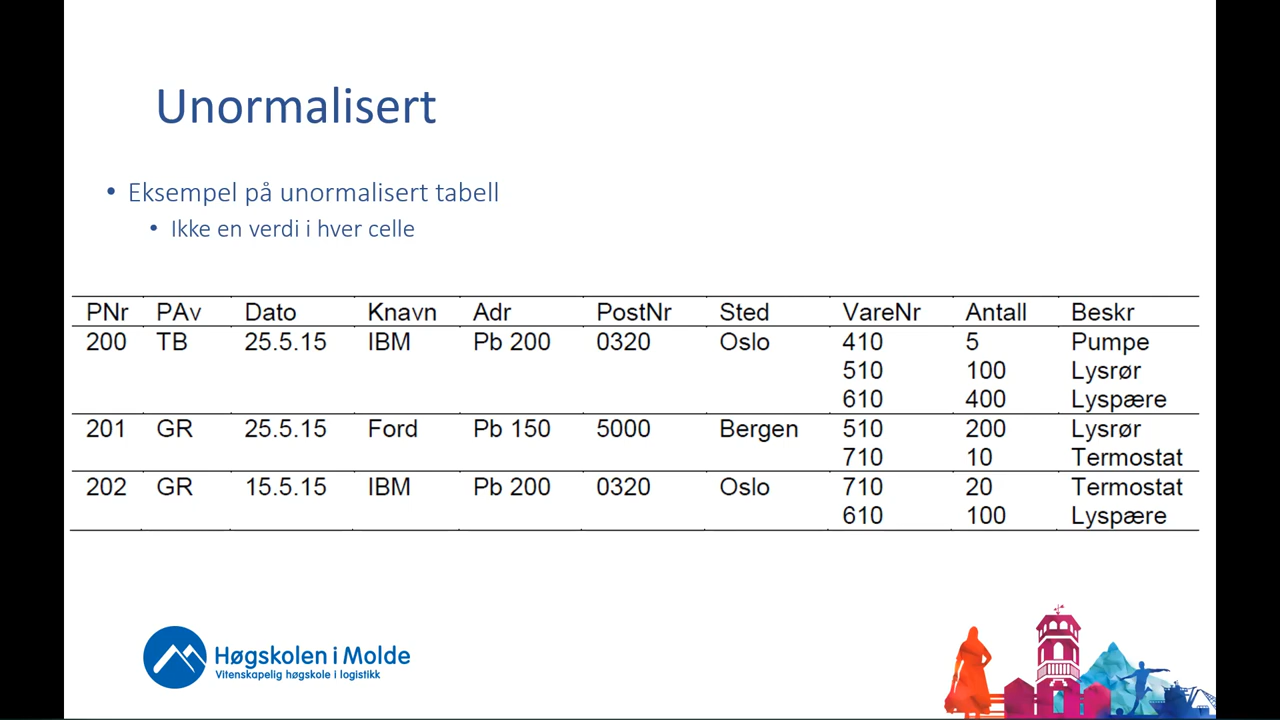 Unormalisert
• Eksempel på unormalisert tabell
• Ikke en verdi i hver celle
PNr PAv Dato Knavn Adr PostNr Sted VareNr Antall Beskr
200 TB 25.5.15 IBM Pb 200 0320 Oslo 410 5 Pumpe
510 100 Lysrør
610 400 Lyspære
201 GR 25.5.15 Ford Pb 150 5000 Bergen 510 200 Lysrør
710 10 Termostat
202 GR 15.5.15 IBM Pb 200 0320 Oslo 710 20 Termostat
610 100 Lyspære
Høgskolen i Molde
Vitenskapelig høgskole i logistikk